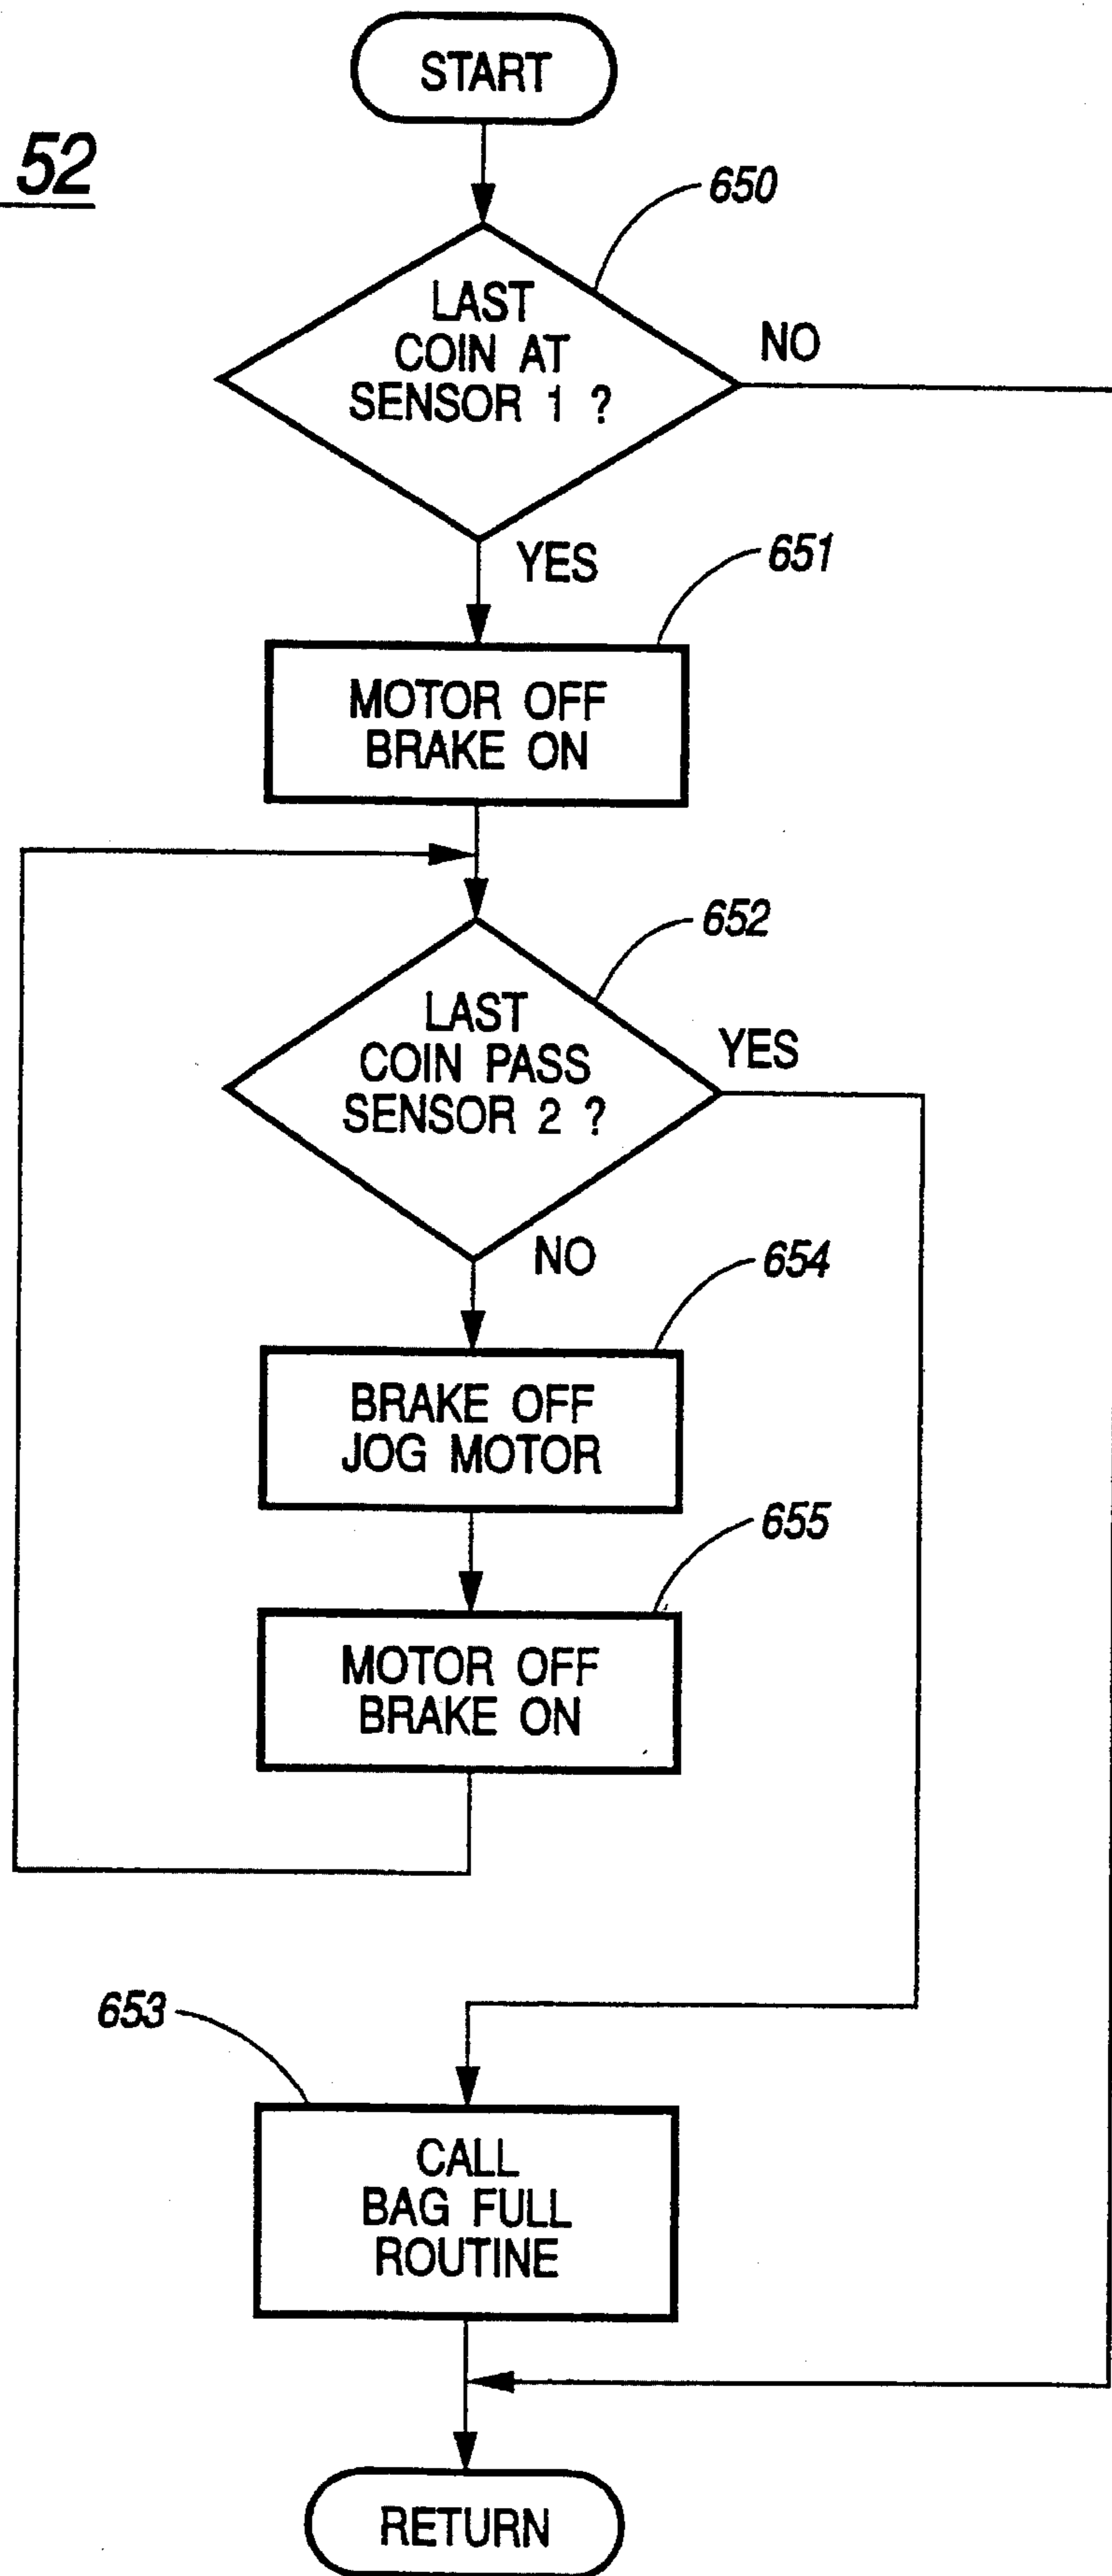 START
52
650
LAST
COIN AT
SENSOR 1 ?
NO
YES
651
MOTOR OFF
BRAKE ON
652
LAST
COIN PASS
SENSOR 2 ?
YES
NO
654
BRAKE OFF
JOG MOTOR
655
MOTOR OFF
BRAKE ON
653
CALL
BAG FULL
ROUTINE
RETURN